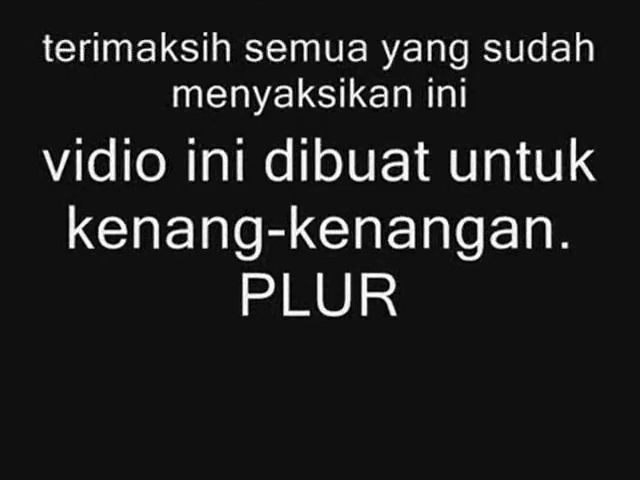 terimaksih semua yang sudah
menyaksikan ini
vidio ini dibuat untuk
kenang-kenangan.
PLUR